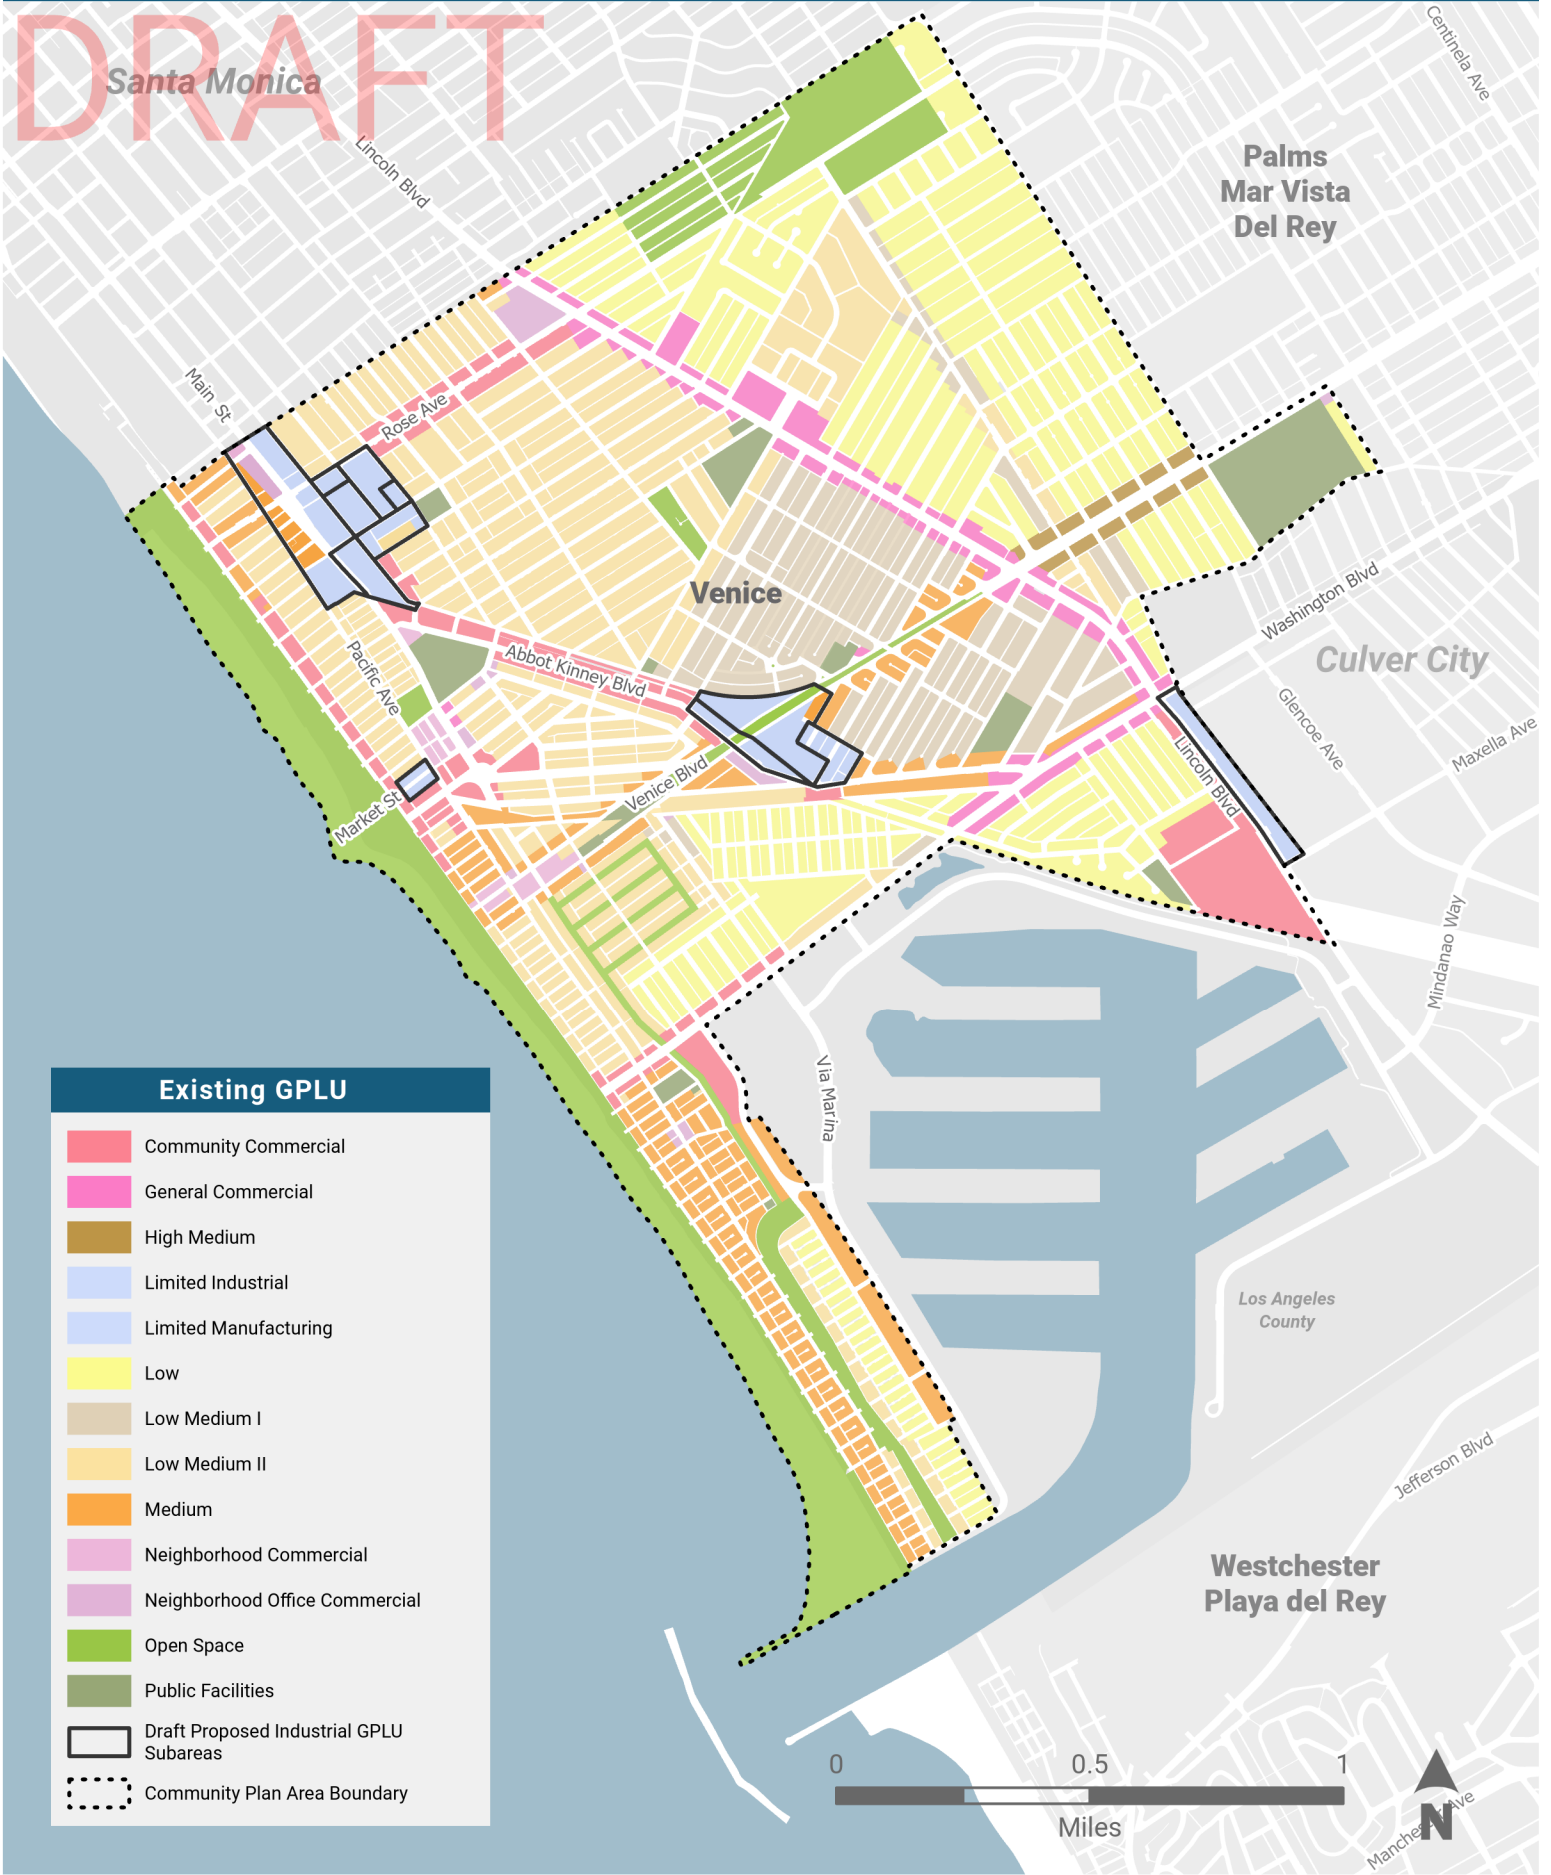 DRAFT
Santa Monica
Centinela Ave
Lincoln Blvd
Palms
Mar Vista
Del Rey
Main St
Rose Ave
Venice
Washington Blvd
Culver City
Abbot Kinney Blvd
Pacific Ave
Glencoe Ave
Maxella Ave
Venice Blvd
Lincoln Blvd
Market St
Mindanao Way
Via Marina
Los Angeles
County
Jefferson Blvd
Westchester
Playa del Rey
Manchester Ave
Existing GPLU
Community Commercial
General Commercial
High Medium
Limited Industrial
Limited Manufacturing
Low
Low Medium I
Low Medium II
Medium
Neighborhood Commercial
Neighborhood Office Commercial
Open Space
Public Facilities
Draft Proposed Industrial GPLU
Subareas
Community Plan Area Boundary
0 0.5 1
Miles
N